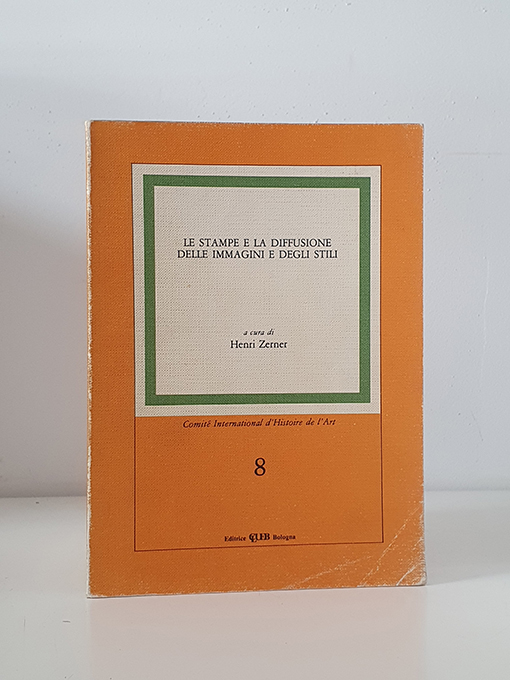 LE STAMPE E LA DIFFUSIONE
DELLE IMMAGINI E DEGLI STILI
a cura di
Henri Zerner
Comité International d'Histoire de l'Art
8
Editrice CLUEB Bologna